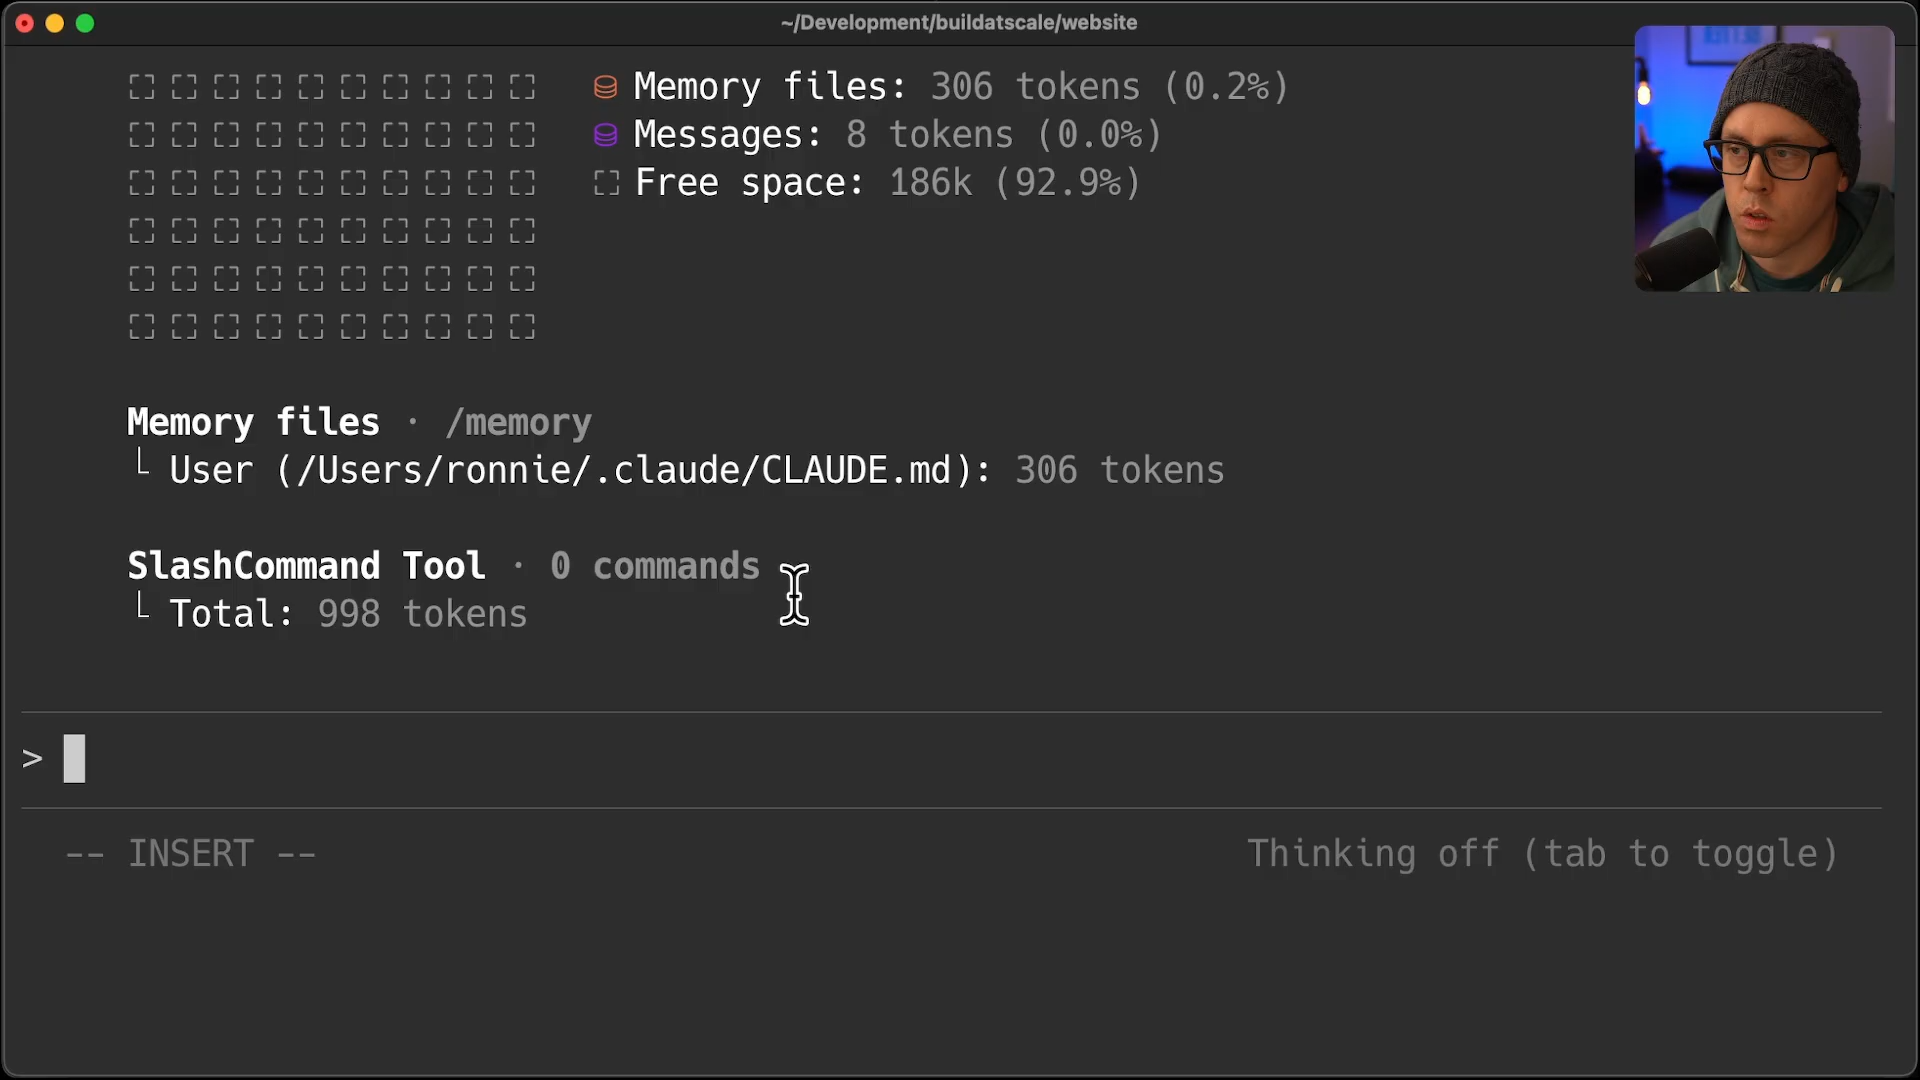 ~/Development/buildatscale/website
Memory files: 306 tokens (0.2%)
Messages: 8 tokens (0.0%)
Free space: 186k (92.9%)
Memory files · /memory
└ User (/Users/ronnie/.claude/CLAUDE.md): 306 tokens
SlashCommand Tool · 0 commands
└ Total: 998 tokens
>
-- INSERT --
Thinking off (tab to toggle)